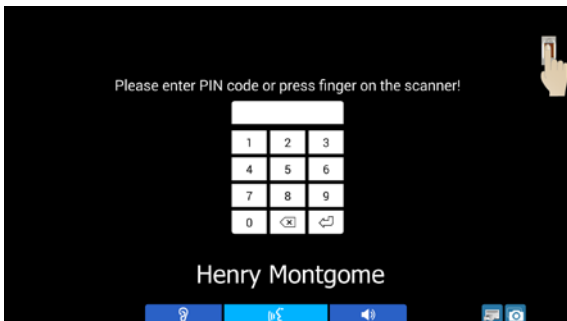 Please enter PIN code or press finger on the scanner!
1 2 3
4 5 6
7 8 9
0
Henry Montgome